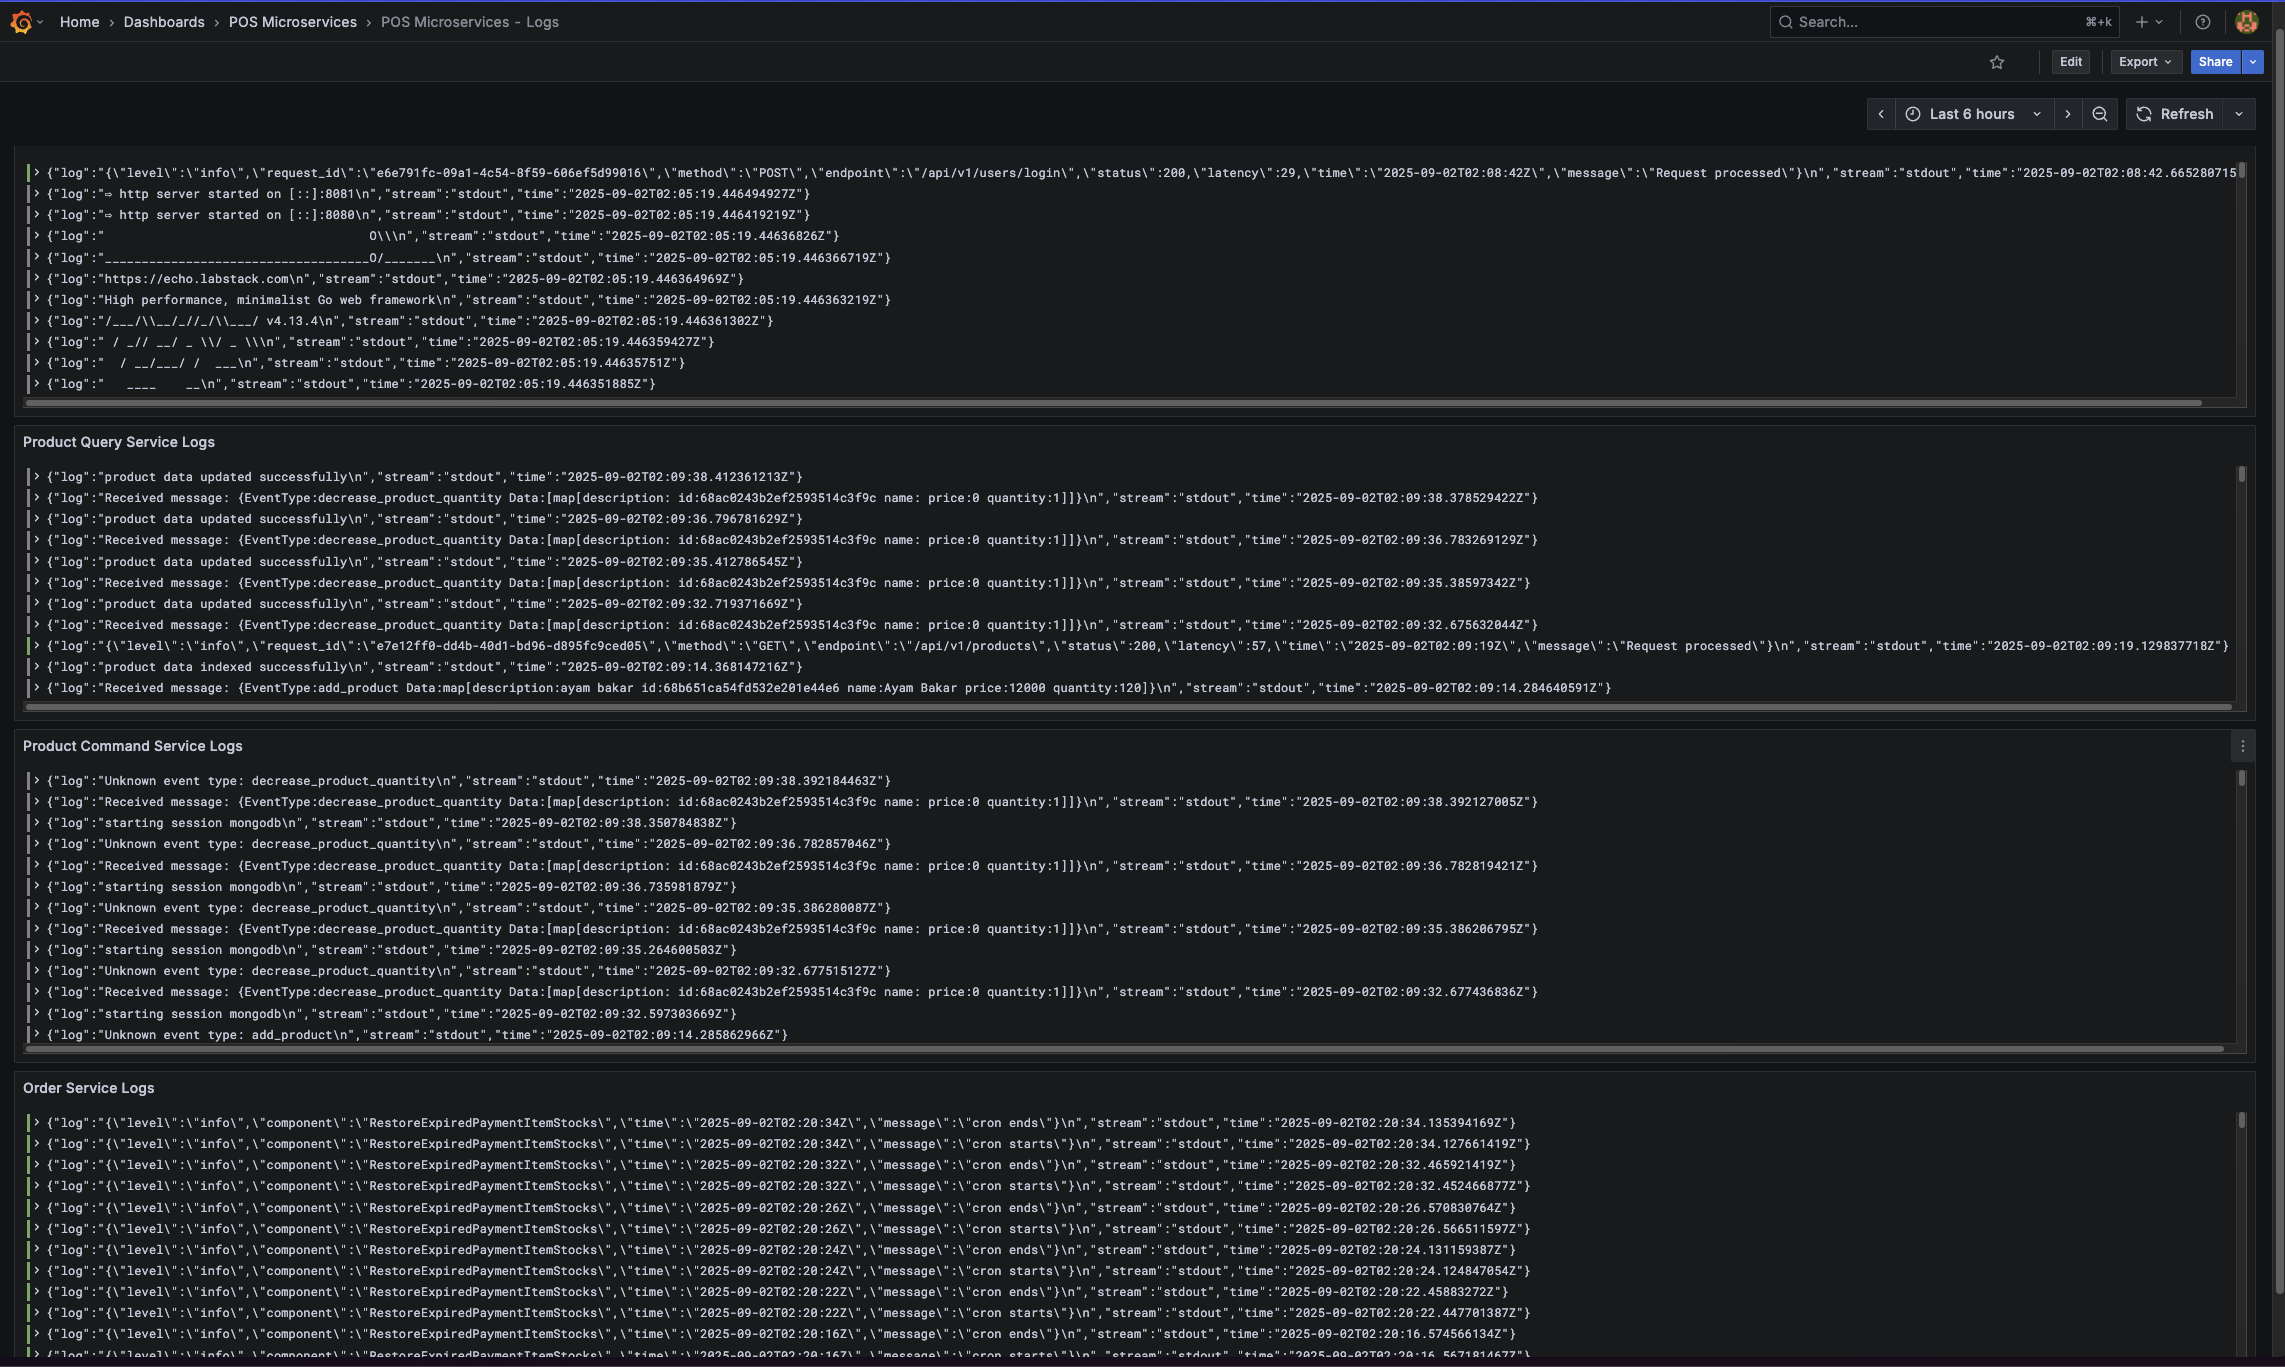 Home › Dashboards › POS Microservices › POS Microservices - Logs
Search... ⌘+k
Edit Export Share
Last 6 hours Refresh
{"log":"{\"level\":\"info\",\"request_id\":\"e6e791fc-09a1-4c54-8f59-606ef5d99016\",\"method\":\"POST\",\"endpoint\":\"/api/v1/users/login\",\"status\":200,\"latency\":29,\"time\":\"2025-09-02T02:08:42Z\",\"message\":\"Request processed\"}\n","stream":"stdout","time":"2025-09-02T02:08:42.665280715
{"log":"⇨ http server started on [::]:8081\n","stream":"stdout","time":"2025-09-02T02:05:19.446494927Z"}
{"log":"⇨ http server started on [::]:8080\n","stream":"stdout","time":"2025-09-02T02:05:19.446419219Z"}
{"log":"                                    O\\\n","stream":"stdout","time":"2025-09-02T02:05:19.44636826Z"}
{"log":"____________________________________O/_______\n","stream":"stdout","time":"2025-09-02T02:05:19.446366719Z"}
{"log":"https://echo.labstack.com\n","stream":"stdout","time":"2025-09-02T02:05:19.446364969Z"}
{"log":"High performance, minimalist Go web framework\n","stream":"stdout","time":"2025-09-02T02:05:19.446363219Z"}
{"log":"/___/\\__/_//_/\\___/ v4.13.4\n","stream":"stdout","time":"2025-09-02T02:05:19.446361302Z"}
{"log":" / _// __/ _ \\/ _ \\\n","stream":"stdout","time":"2025-09-02T02:05:19.446359427Z"}
{"log":"  / __/___/ /  ___\n","stream":"stdout","time":"2025-09-02T02:05:19.44635751Z"}
{"log":"   ____    __\n","stream":"stdout","time":"2025-09-02T02:05:19.446351885Z"}
Product Query Service Logs
{"log":"product data updated successfully\n","stream":"stdout","time":"2025-09-02T02:09:38.412361213Z"}
{"log":"Received message: {EventType:decrease_product_quantity Data:[map[description: id:68ac0243b2ef2593514c3f9c name: price:0 quantity:1]]}\n","stream":"stdout","time":"2025-09-02T02:09:38.378529422Z"}
{"log":"product data updated successfully\n","stream":"stdout","time":"2025-09-02T02:09:36.796781629Z"}
{"log":"Received message: {EventType:decrease_product_quantity Data:[map[description: id:68ac0243b2ef2593514c3f9c name: price:0 quantity:1]]}\n","stream":"stdout","time":"2025-09-02T02:09:36.783269129Z"}
{"log":"product data updated successfully\n","stream":"stdout","time":"2025-09-02T02:09:35.412786545Z"}
{"log":"Received message: {EventType:decrease_product_quantity Data:[map[description: id:68ac0243b2ef2593514c3f9c name: price:0 quantity:1]]}\n","stream":"stdout","time":"2025-09-02T02:09:35.38597342Z"}
{"log":"product data updated successfully\n","stream":"stdout","time":"2025-09-02T02:09:32.719371669Z"}
{"log":"Received message: {EventType:decrease_product_quantity Data:[map[description: id:68ac0243b2ef2593514c3f9c name: price:0 quantity:1]]}\n","stream":"stdout","time":"2025-09-02T02:09:32.675632044Z"}
{"log":"{\"level\":\"info\",\"request_id\":\"e7e12ff0-dd4b-40d1-bd96-d895fc9ced05\",\"method\":\"GET\",\"endpoint\":\"/api/v1/products\",\"status\":200,\"latency\":57,\"time\":\"2025-09-02T02:09:19Z\",\"message\":\"Request processed\"}\n","stream":"stdout","time":"2025-09-02T02:09:19.129837718Z"}
{"log":"product data indexed successfully\n","stream":"stdout","time":"2025-09-02T02:09:14.368147216Z"}
{"log":"Received message: {EventType:add_product Data:map[description:ayam bakar id:68b651ca54fd532e201e44e6 name:Ayam Bakar price:12000 quantity:120]}\n","stream":"stdout","time":"2025-09-02T02:09:14.284640591Z"}
Product Command Service Logs
{"log":"Unknown event type: decrease_product_quantity\n","stream":"stdout","time":"2025-09-02T02:09:38.392184463Z"}
{"log":"Received message: {EventType:decrease_product_quantity Data:[map[description: id:68ac0243b2ef2593514c3f9c name: price:0 quantity:1]]}\n","stream":"stdout","time":"2025-09-02T02:09:38.392127005Z"}
{"log":"starting session mongodb\n","stream":"stdout","time":"2025-09-02T02:09:38.350784838Z"}
{"log":"Unknown event type: decrease_product_quantity\n","stream":"stdout","time":"2025-09-02T02:09:36.782857046Z"}
{"log":"Received message: {EventType:decrease_product_quantity Data:[map[description: id:68ac0243b2ef2593514c3f9c name: price:0 quantity:1]]}\n","stream":"stdout","time":"2025-09-02T02:09:36.782819421Z"}
{"log":"starting session mongodb\n","stream":"stdout","time":"2025-09-02T02:09:36.735981879Z"}
{"log":"Unknown event type: decrease_product_quantity\n","stream":"stdout","time":"2025-09-02T02:09:35.386280087Z"}
{"log":"Received message: {EventType:decrease_product_quantity Data:[map[description: id:68ac0243b2ef2593514c3f9c name: price:0 quantity:1]]}\n","stream":"stdout","time":"2025-09-02T02:09:35.386206795Z"}
{"log":"starting session mongodb\n","stream":"stdout","time":"2025-09-02T02:09:35.264600503Z"}
{"log":"Unknown event type: decrease_product_quantity\n","stream":"stdout","time":"2025-09-02T02:09:32.677515127Z"}
{"log":"Received message: {EventType:decrease_product_quantity Data:[map[description: id:68ac0243b2ef2593514c3f9c name: price:0 quantity:1]]}\n","stream":"stdout","time":"2025-09-02T02:09:32.677436836Z"}
{"log":"starting session mongodb\n","stream":"stdout","time":"2025-09-02T02:09:32.597303669Z"}
{"log":"Unknown event type: add_product\n","stream":"stdout","time":"2025-09-02T02:09:14.285862966Z"}
Order Service Logs
{"log":"{\"level\":\"info\",\"component\":\"RestoreExpiredPaymentItemStocks\",\"time\":\"2025-09-02T02:20:34Z\",\"message\":\"cron ends\"}\n","stream":"stdout","time":"2025-09-02T02:20:34.135394169Z"}
{"log":"{\"level\":\"info\",\"component\":\"RestoreExpiredPaymentItemStocks\",\"time\":\"2025-09-02T02:20:34Z\",\"message\":\"cron starts\"}\n","stream":"stdout","time":"2025-09-02T02:20:34.127661419Z"}
{"log":"{\"level\":\"info\",\"component\":\"RestoreExpiredPaymentItemStocks\",\"time\":\"2025-09-02T02:20:32Z\",\"message\":\"cron ends\"}\n","stream":"stdout","time":"2025-09-02T02:20:32.465921419Z"}
{"log":"{\"level\":\"info\",\"component\":\"RestoreExpiredPaymentItemStocks\",\"time\":\"2025-09-02T02:20:32Z\",\"message\":\"cron starts\"}\n","stream":"stdout","time":"2025-09-02T02:20:32.452466877Z"}
{"log":"{\"level\":\"info\",\"component\":\"RestoreExpiredPaymentItemStocks\",\"time\":\"2025-09-02T02:20:26Z\",\"message\":\"cron ends\"}\n","stream":"stdout","time":"2025-09-02T02:20:26.570830764Z"}
{"log":"{\"level\":\"info\",\"component\":\"RestoreExpiredPaymentItemStocks\",\"time\":\"2025-09-02T02:20:26Z\",\"message\":\"cron starts\"}\n","stream":"stdout","time":"2025-09-02T02:20:26.566511597Z"}
{"log":"{\"level\":\"info\",\"component\":\"RestoreExpiredPaymentItemStocks\",\"time\":\"2025-09-02T02:20:24Z\",\"message\":\"cron ends\"}\n","stream":"stdout","time":"2025-09-02T02:20:24.131159387Z"}
{"log":"{\"level\":\"info\",\"component\":\"RestoreExpiredPaymentItemStocks\",\"time\":\"2025-09-02T02:20:24Z\",\"message\":\"cron starts\"}\n","stream":"stdout","time":"2025-09-02T02:20:24.124847054Z"}
{"log":"{\"level\":\"info\",\"component\":\"RestoreExpiredPaymentItemStocks\",\"time\":\"2025-09-02T02:20:22Z\",\"message\":\"cron ends\"}\n","stream":"stdout","time":"2025-09-02T02:20:22.45883272Z"}
{"log":"{\"level\":\"info\",\"component\":\"RestoreExpiredPaymentItemStocks\",\"time\":\"2025-09-02T02:20:22Z\",\"message\":\"cron starts\"}\n","stream":"stdout","time":"2025-09-02T02:20:22.447701387Z"}
{"log":"{\"level\":\"info\",\"component\":\"RestoreExpiredPaymentItemStocks\",\"time\":\"2025-09-02T02:20:16Z\",\"message\":\"cron ends\"}\n","stream":"stdout","time":"2025-09-02T02:20:16.574566134Z"}
{"log":"{\"level\":\"info\",\"component\":\"RestoreExpiredPaymentItemStocks\",\"time\":\"2025-09-02T02:20:16Z\",\"message\":\"cron starts\"}\n","stream":"stdout","time":"2025-09-02T02:20:16.567181467Z"}